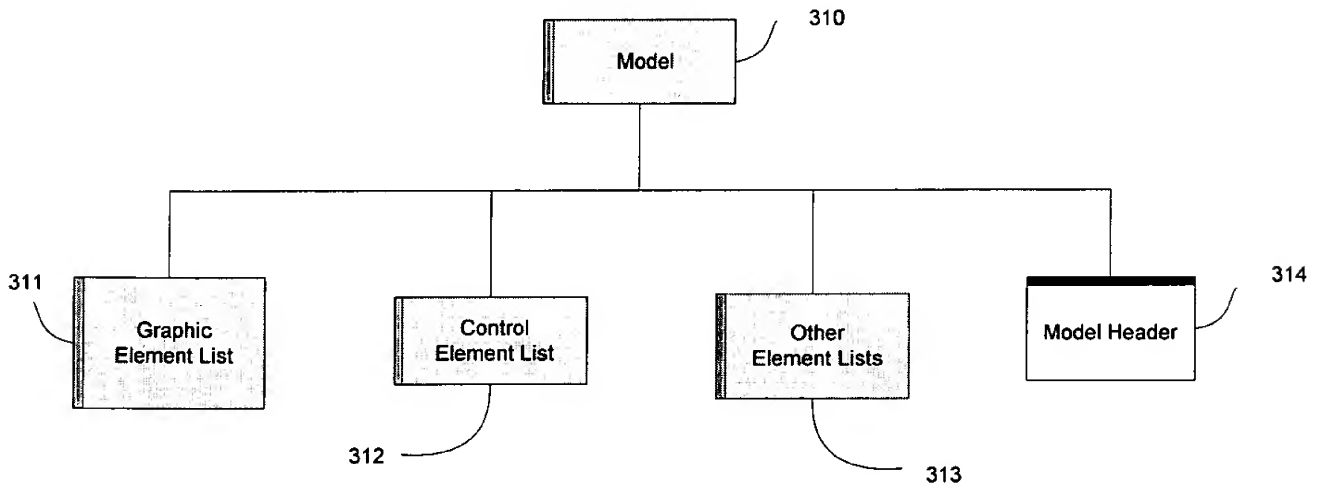 310
Model
311
Graphic
Element List
Control
Element List
Other
Element Lists
Model Header
314
312
313